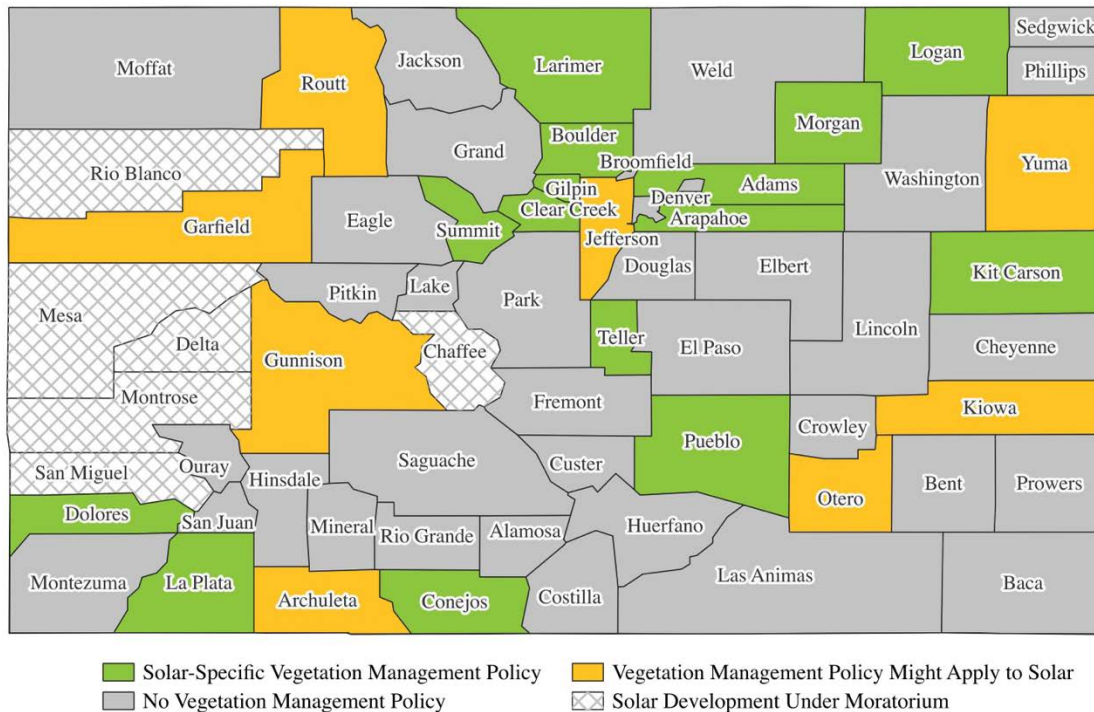 Sedgwick
Logan
Jackson
Larimer
Weld
Moffat
Phillips
Routt
Morgan
Boulder
Grand
Broomfield
Yuma
Rio Blanco
Washington
Gilpin
Adams
Denver
Clear Creek
Arapahoe
Eagle
Garfield
Summit
Jefferson
Douglas
Elbert
Kit Carson
Lake
Pitkin
Park
Mesa
Lincoln
Teller
Delta
El Paso
Cheyenne
Chaffee
Gunnison
Montrose
Fremont
Kiowa
Crowley
Pueblo
Saguache
Ouray
San Miguel
Custer
Hinsdale
Bent
Prowers
Otero
Dolores
San Juan
Mineral
Huerfano
Alamosa
Rio Grande
Montezuma
La Plata
Las Animas
Baca
Archuleta
Conejos
Costilla
Solar-Specific Vegetation Management Policy
Vegetation Management Policy Might Apply to Solar
No Vegetation Management Policy
Solar Development Under Moratorium